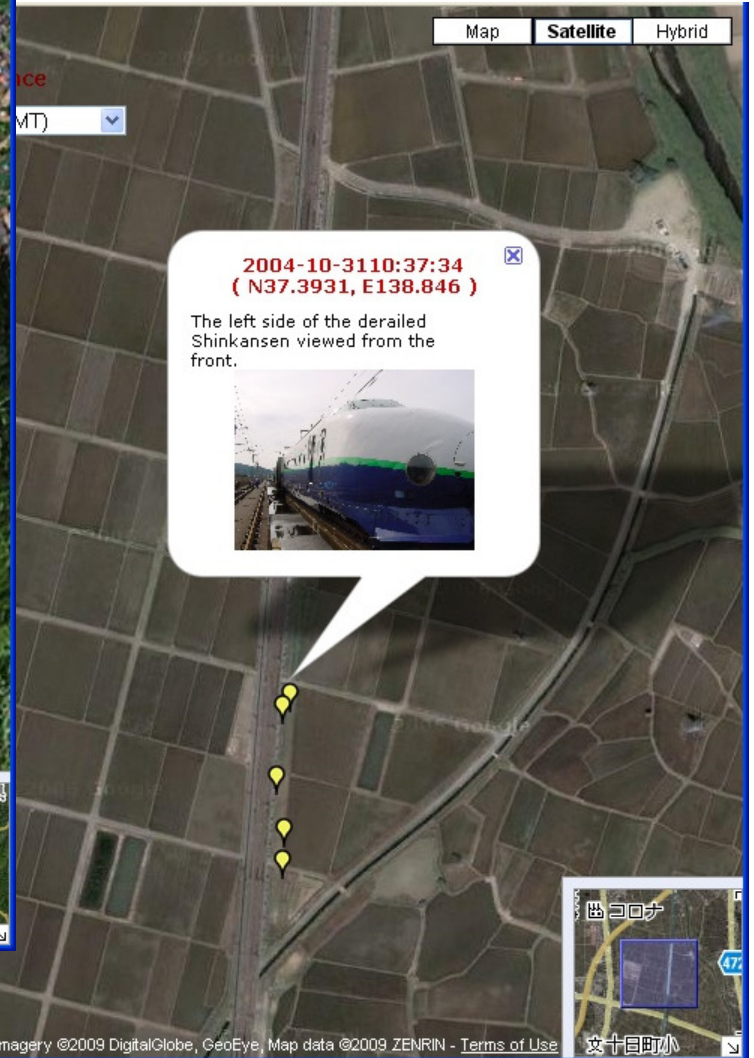 Map Satellite Hybrid
nce
MT)
2004-10-3110:37:34
( N37.3931, E138.846 )
The left side of the derailed
Shinkansen viewed from the
front.
コロナ
472
文十日町小
magery ©2009 DigitalGlobe, GeoEye, Map data ©2009 ZENRIN - Terms of Use